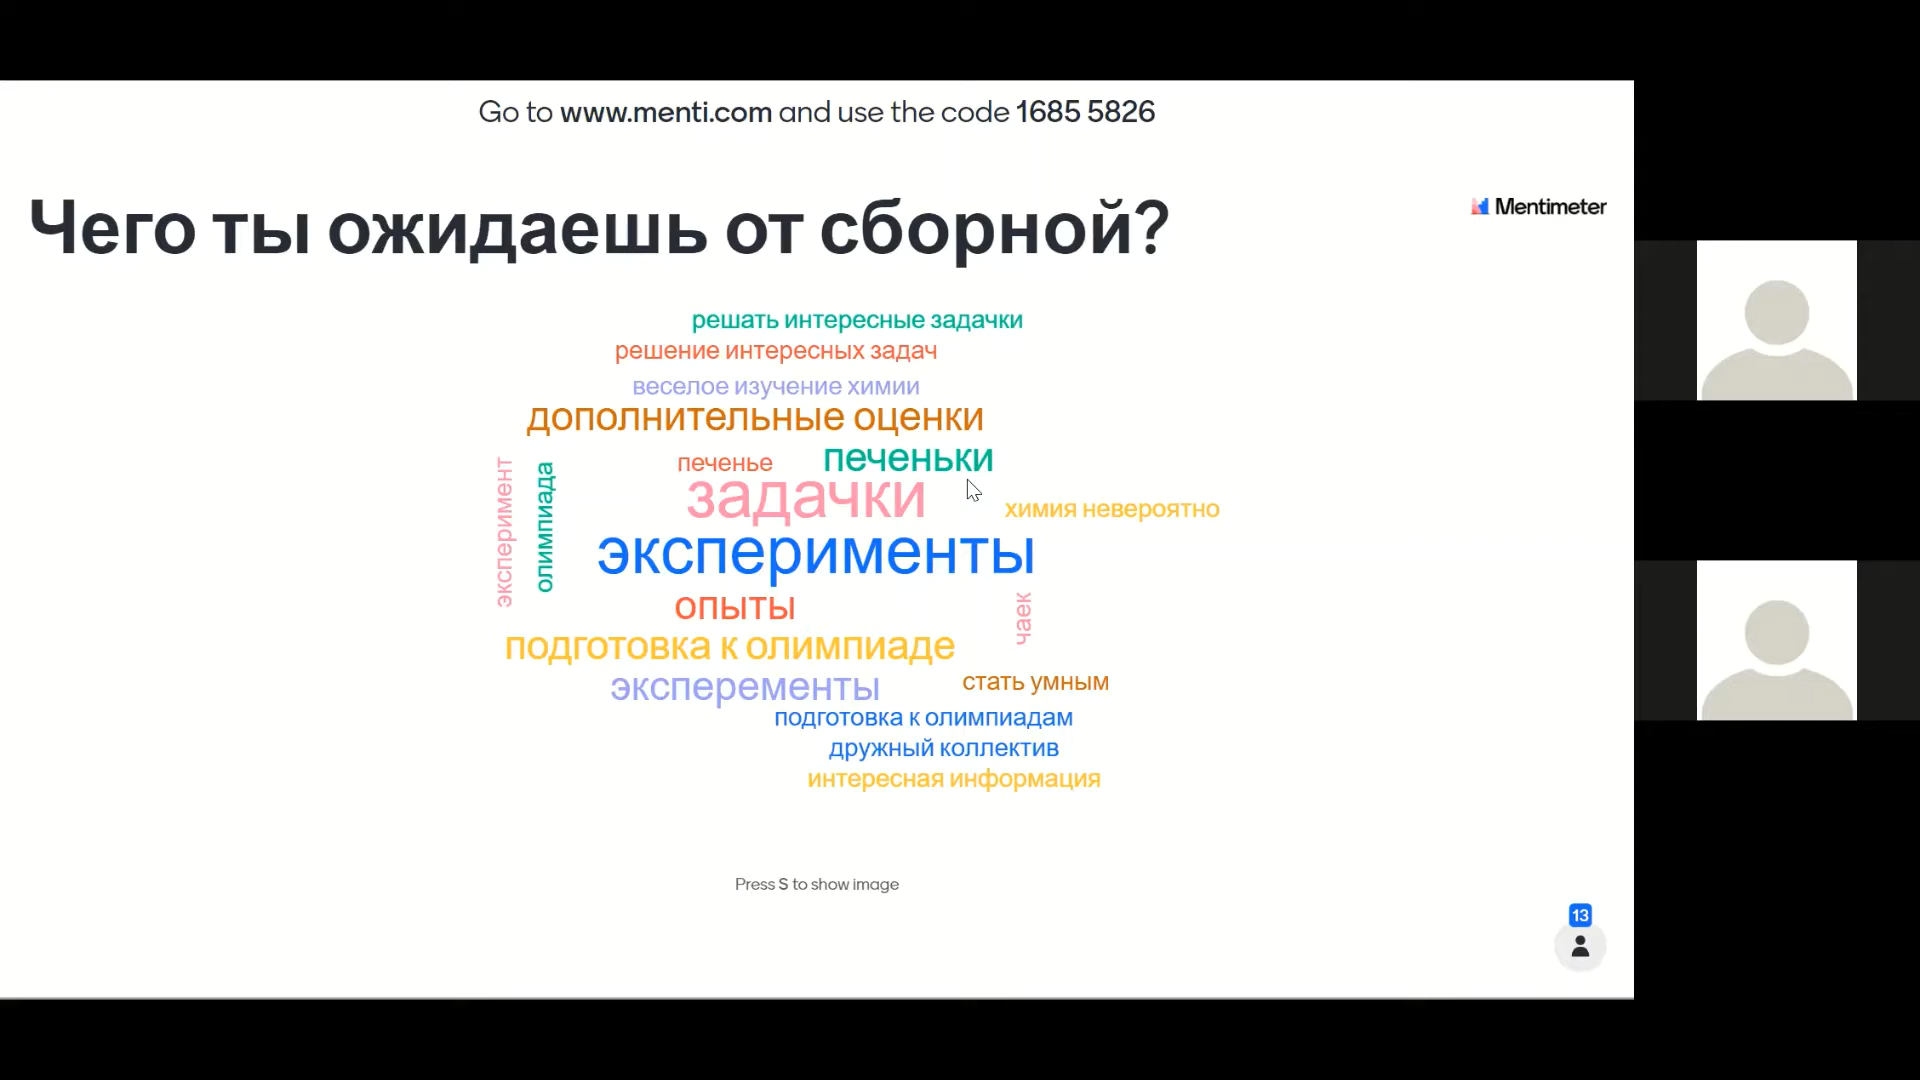 Go to www.menti.com and use the code 1685 5826
Чего ты ожидаешь от сборной?
Mentimeter
решать интересные задачки
решение интересных задач
веселое изучение химии
дополнительные оценки
печенье
печеньки
задачки
эксперимент
олимпиада
химия невероятно
эксперименты
опыты
чаек
подготовка к олимпиаде
эксперементы
стать умным
подготовка к олимпиадам
дружный коллектив
интересная информация
Press S to show image
13